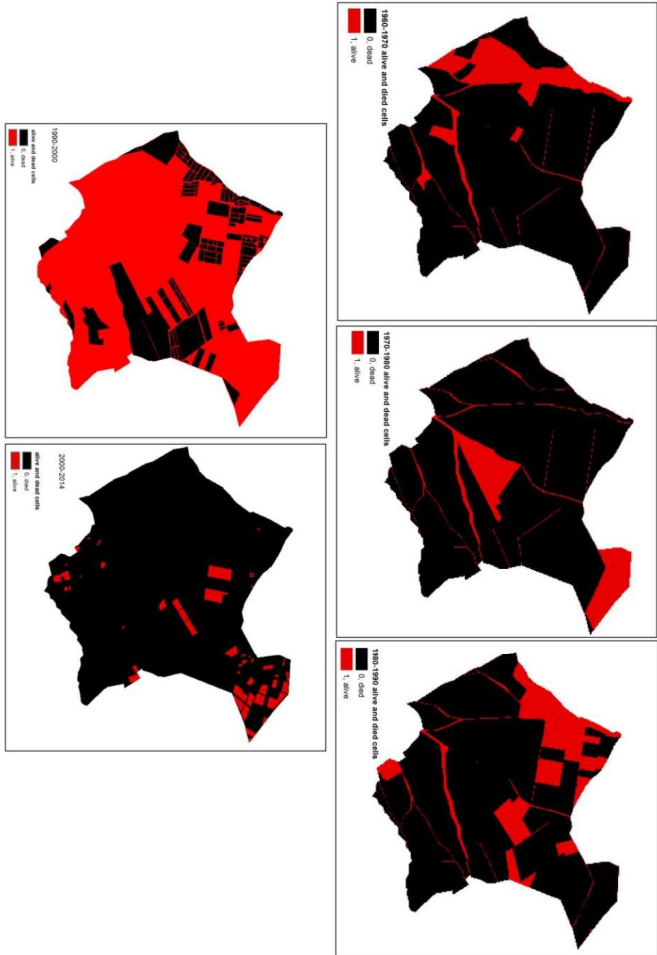 1960-1970 alive and died cells
0, dead
1, alive
1970-1980 alive and dead cells
0, dead
1, alive
1980-1990 alive and died cells
0, died
1, alive
1990-2000
alive and dead cells
0, dead
1, alive
2000-2014
alive and dead cells
0, died
1, alive